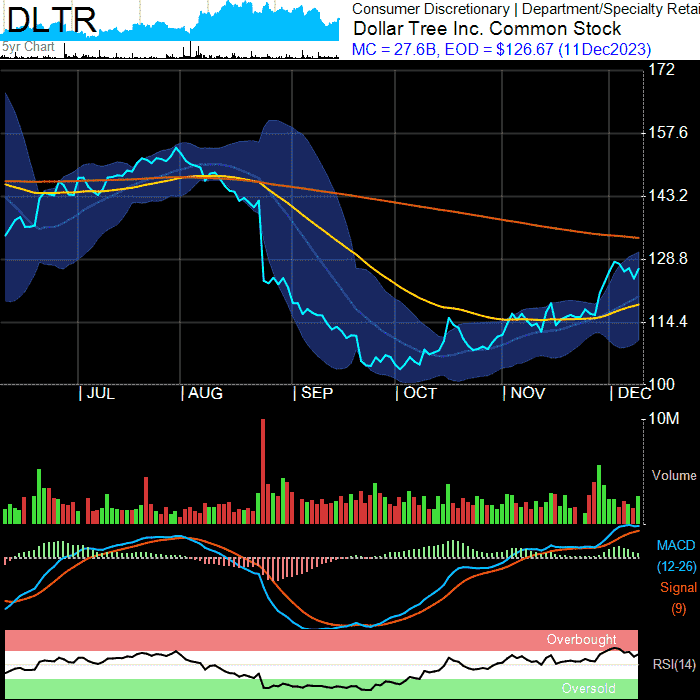 DLTR
5yr Chart
Consumer Discretionary | Department/Specialty Retai
Dollar Tree Inc. Common Stock
MC = 27.6B, EOD = $126.67 (11Dec2023)
172
157.6
143.2
128.8
114.4
100
| JUL | AUG | SEP | OCT | NOV | DEC
10M
Volume
MACD
(12-26)
Signal
(9)
Overbought
RSI(14)
Oversold